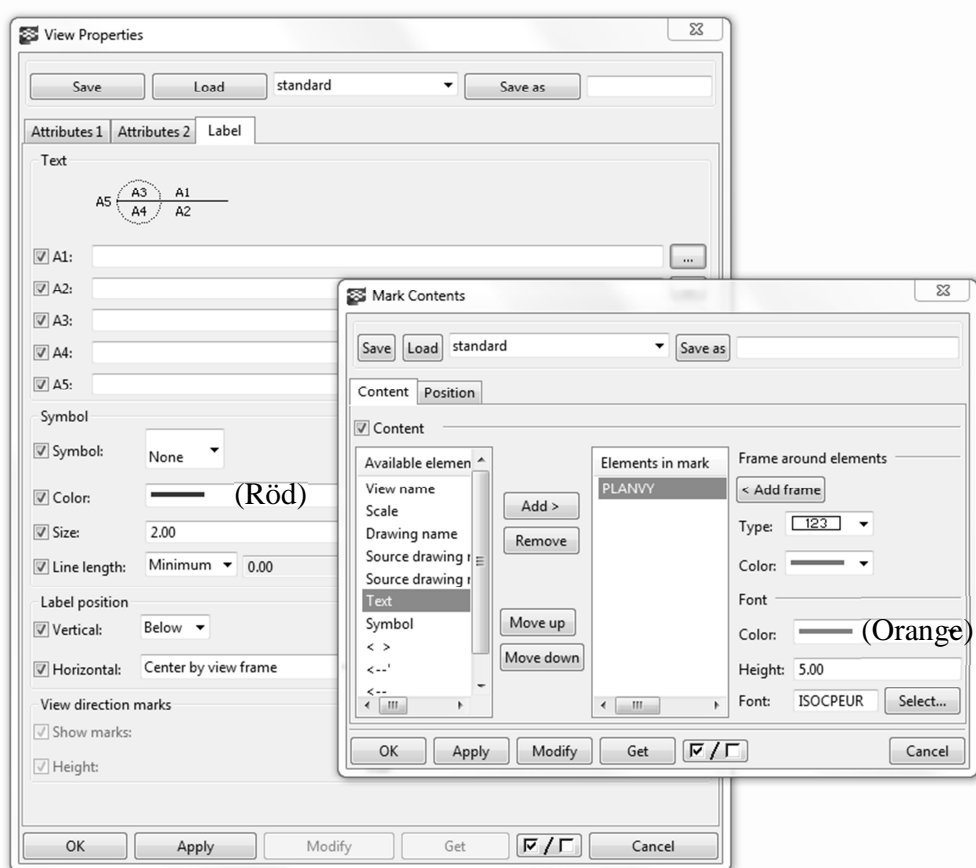 View Properties
Save Load standard Save as
Attributes 1 Attributes 2 Label
Text
A5 A3 A1
A4 A2
A1: ...
A2:
A3:
A4:
A5:
Symbol
Symbol: None
Color: (Röd)
Size: 2.00
Line length: Minimum 0.00
Label position
Vertical: Below
Horizontal: Center by view frame
View direction marks
Show marks:
Height:
OK Apply Modify Get / Cancel
Mark Contents
Save Load standard Save as
Content Position
Content
Available elemen
View name
Scale
Drawing name
Source drawing
Source drawing
Text
Symbol
< >
<--'
<--
Add >
Remove
Move up
Move down
Elements in mark
PLANVY
Frame around elements
< Add frame
Type: 123
Color:
Font
Color: (Orange)
Height: 5.00
Font: ISOCPEUR Select...
OK Apply Modify Get / Cancel